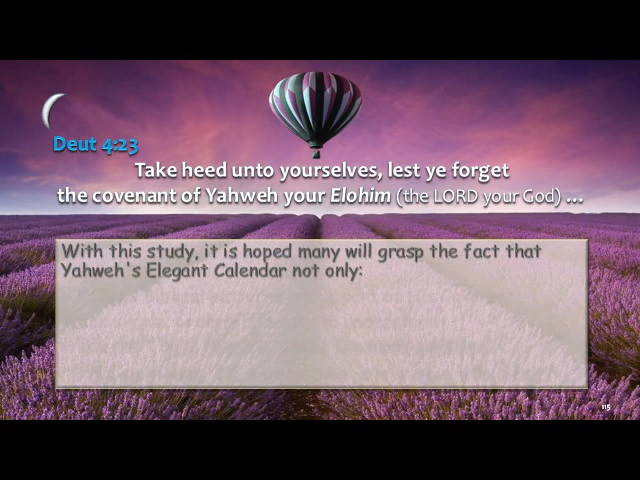 Deut 4:23
Take heed unto yourselves, lest ye forget
the covenant of Yahweh your Elohim (the LORD your God) ...
With this study, it is hoped many will grasp the fact that
Yahweh's Elegant Calendar not only:
115